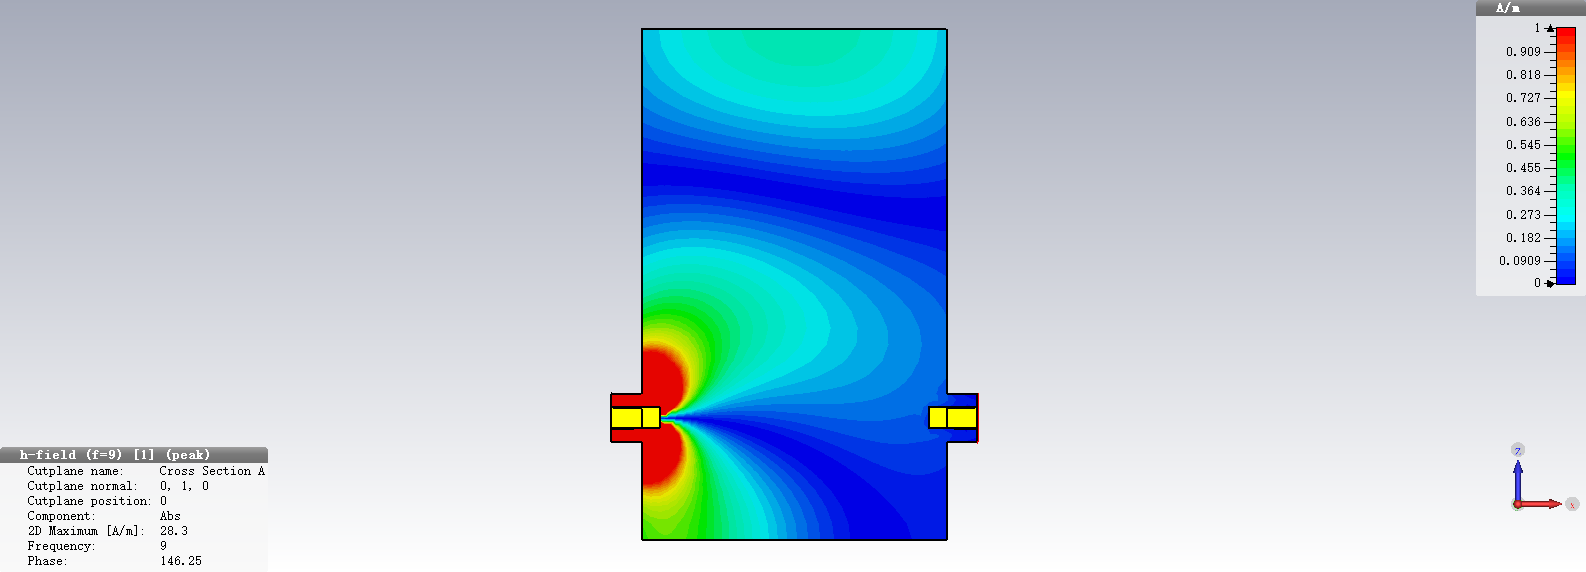 A/m
1
0.909
0.818
0.727
0.636
0.545
0.455
0.364
0.273
0.182
0.0909
0
h-field (f=9) [1] (peak)
Cutplane name: Cross Section A
Cutplane normal: 0, 1, 0
Cutplane position: 0
Component: Abs
2D Maximum [A/m]: 28.3
Frequency: 9
Phase: 146.25
z
x